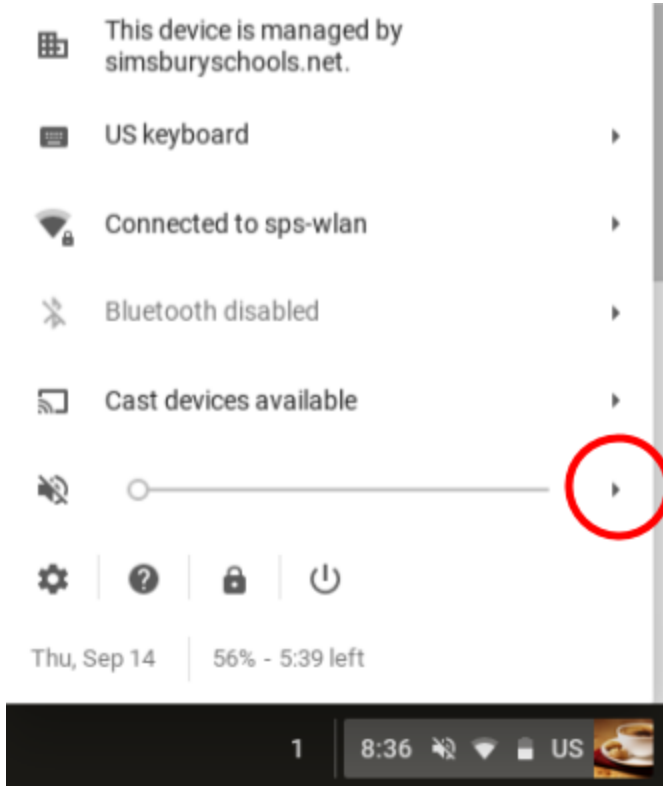 This device is managed by
simsburyschools.net.
US keyboard
Connected to sps-wlan
Bluetooth disabled
Cast devices available
Thu, Sep 14 56% - 5:39 left
1 8:36 US